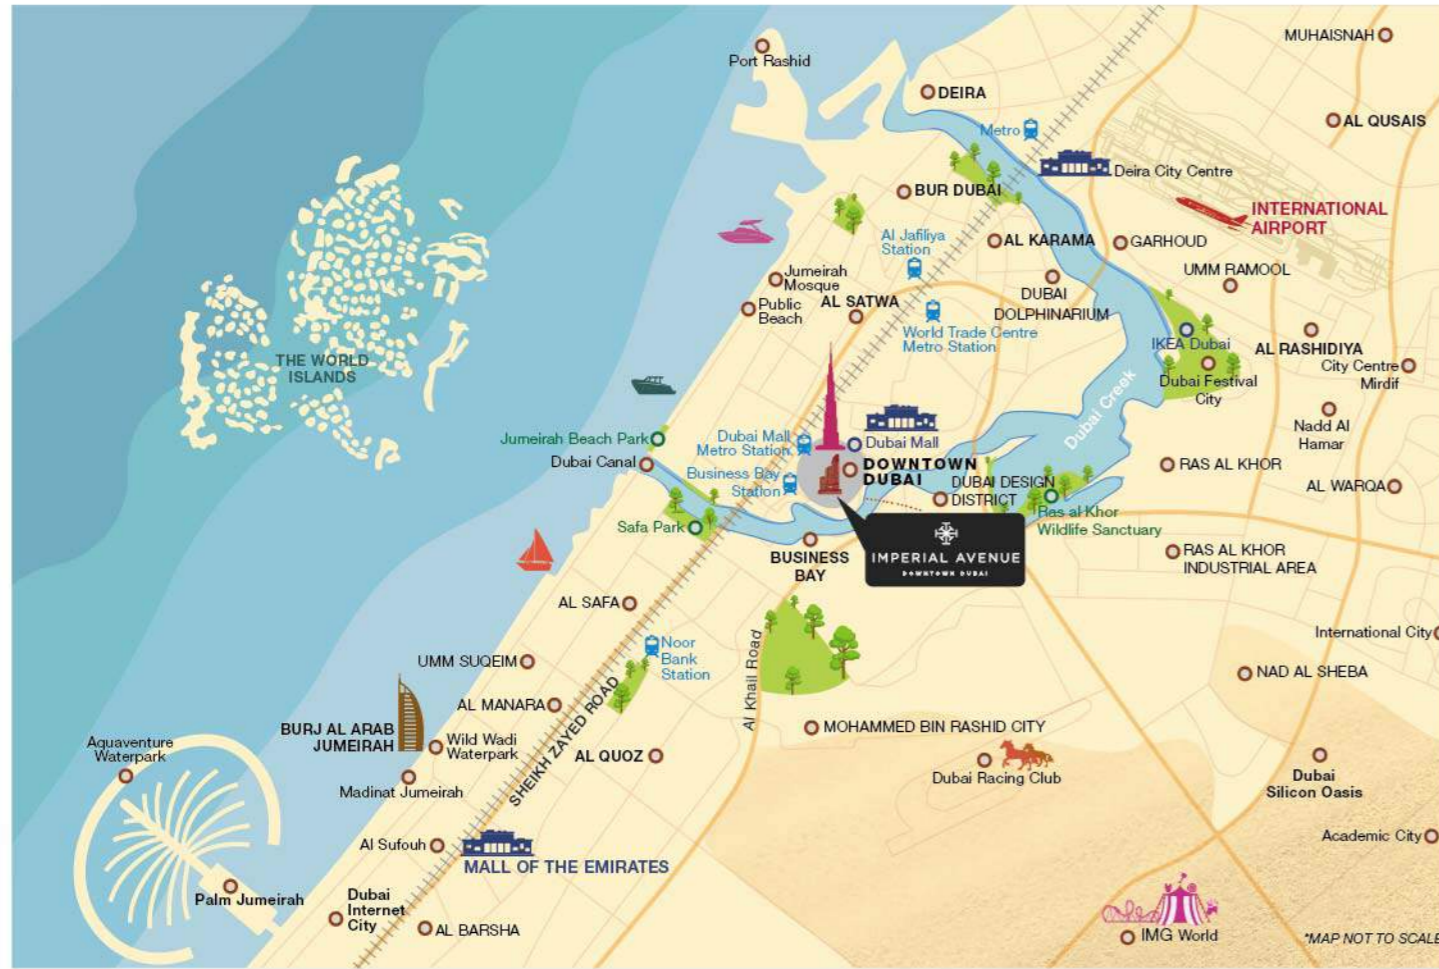 MUHAISNAH
Port Rashid
DEIRA
AL QUSAIS
Metro
Deira City Centre
BUR DUBAI
INTERNATIONAL
AIRPORT
Al Jafiliya
Station
AL KARAMA
GARHOUD
UMM RAMOOL
Jumeirah
Mosque
Public
Beach
AL SATWA
DUBAI
DOLPHINARIUM
World Trade Centre
Metro Station
IKEA Dubai
AL RASHIDIYA
City Centre
Mirdif
THE WORLD
ISLANDS
Dubai Festival
City
Dubai Creek
Nadd Al
Hamar
Jumeirah Beach Park
Dubai Mall
Metro Station
Dubai Mall
Dubai Canal
Business Bay
Station
DOWNTOWN
DUBAI
DUBAI DESIGN
DISTRICT
RAS AL KHOR
AL WARQA
Safa Park
Ras al Khor
Wildlife Sanctuary
IMPERIAL AVENUE
DOWNTOWN DUBAI
BUSINESS
BAY
RAS AL KHOR
INDUSTRIAL AREA
AL SAFA
International City
Noor
Bank
Station
UMM SUQEIM
Al Khail Road
NAD AL SHEBA
AL MANARA
SHEIKH ZAYED ROAD
BURJ AL ARAB
JUMEIRAH
Wild Wadi
Waterpark
MOHAMMED BIN RASHID CITY
Aquaventure
Waterpark
AL QUOZ
Madinat Jumeirah
Dubai Racing Club
Dubai
Silicon Oasis
Al Sufouh
Academic City
MALL OF THE EMIRATES
Palm Jumeirah
Dubai
Internet
City
AL BARSHA
IMG World
*MAP NOT TO SCALE